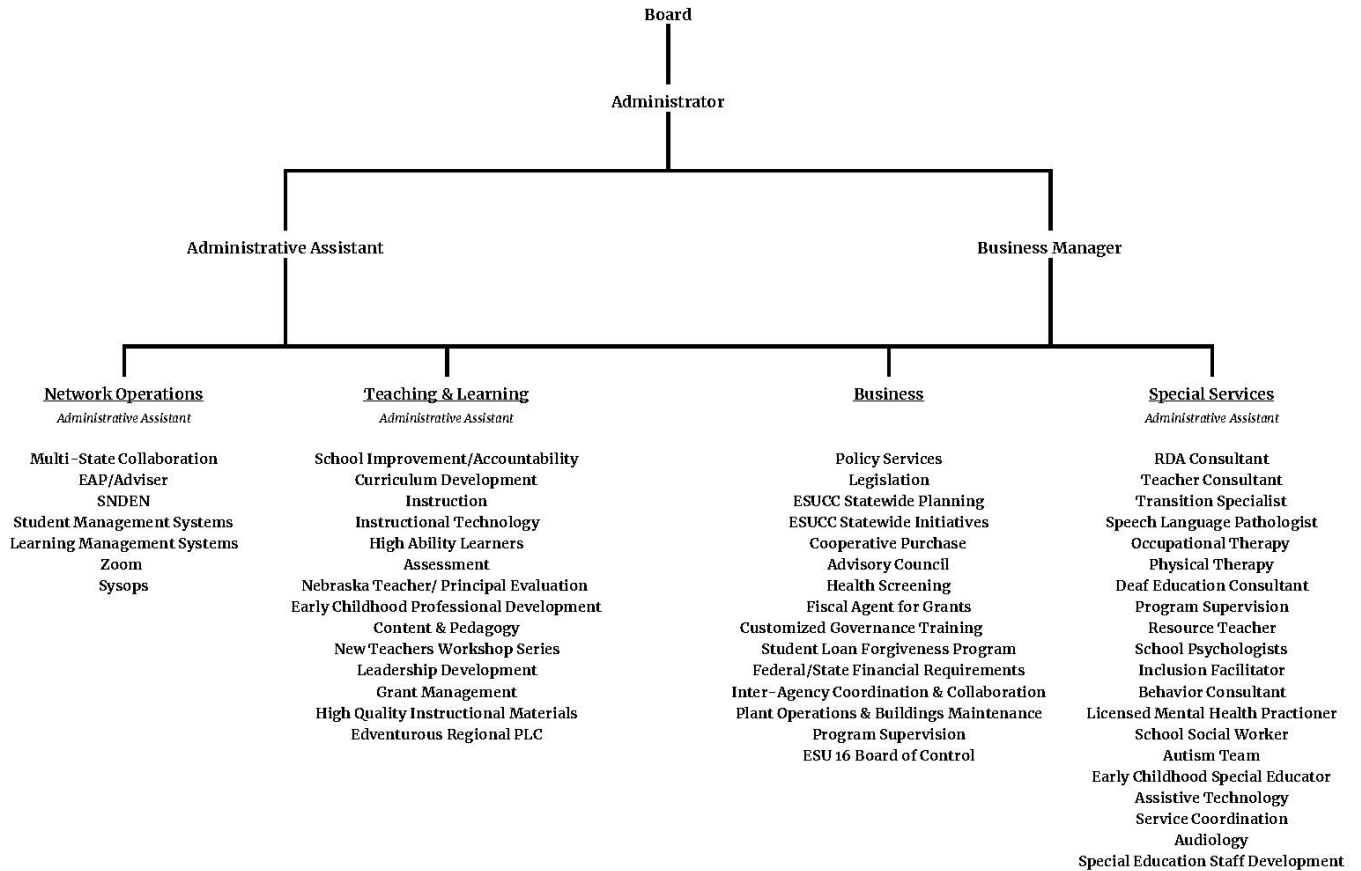 Board
Administrator
Administrative Assistant
Business Manager
Network Operations
Administrative Assistant
Multi-State Collaboration
EAP/Adviser
SNDEN
Student Management Systems
Learning Management Systems
Zoom
Sysops
Teaching & Learning
Administrative Assistant
School Improvement/Accountability
Curriculum Development
Instruction
Instructional Technology
High Ability Learners
Assessment
Nebraska Teacher/ Principal Evaluation
Early Childhood Professional Development
Content & Pedagogy
New Teachers Workshop Series
Leadership Development
Grant Management
High Quality Instructional Materials
Edventurous Regional PLC
Business
Policy Services
Legislation
ESUCC Statewide Planning
ESUCC Statewide Initiatives
Cooperative Purchase
Advisory Council
Health Screening
Fiscal Agent for Grants
Customized Governance Training
Student Loan Forgiveness Program
Federal/State Financial Requirements
Inter-Agency Coordination & Collaboration
Plant Operations & Buildings Maintenance
Program Supervision
ESU 16 Board of Control
Special Services
Administrative Assistant
RDA Consultant
Teacher Consultant
Transition Specialist
Speech Language Pathologist
Occupational Therapy
Physical Therapy
Deaf Education Consultant
Program Supervision
Resource Teacher
School Psychologists
Inclusion Facilitator
Behavior Consultant
Licensed Mental Health Practioner
School Social Worker
Autism Team
Early Childhood Special Educator
Assistive Technology
Service Coordination
Audiology
Special Education Staff Development